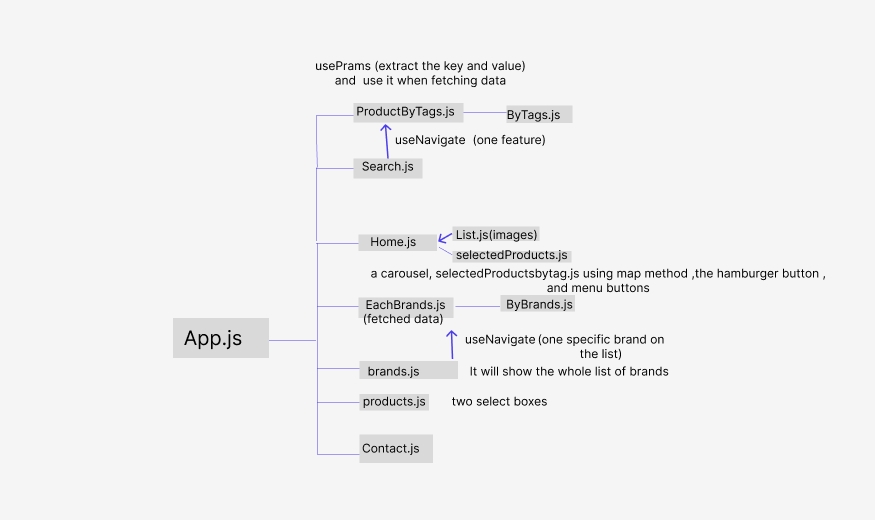 usePrams (extract the key and value)
and use it when fetching data
ProductByTags.js
ByTags.js
useNavigate (one feature)
Search.js
Home.js
List.js(images)
selectedProducts.js
a carousel, selectedProductsbytag.js using map method ,the hamburger button ,
and menu buttons
EachBrands.js
(fetched data)
ByBrands.js
App.js
useNavigate (one specific brand on
the list)
brands.js
It will show the whole list of brands
products.js
two select boxes
Contact.js